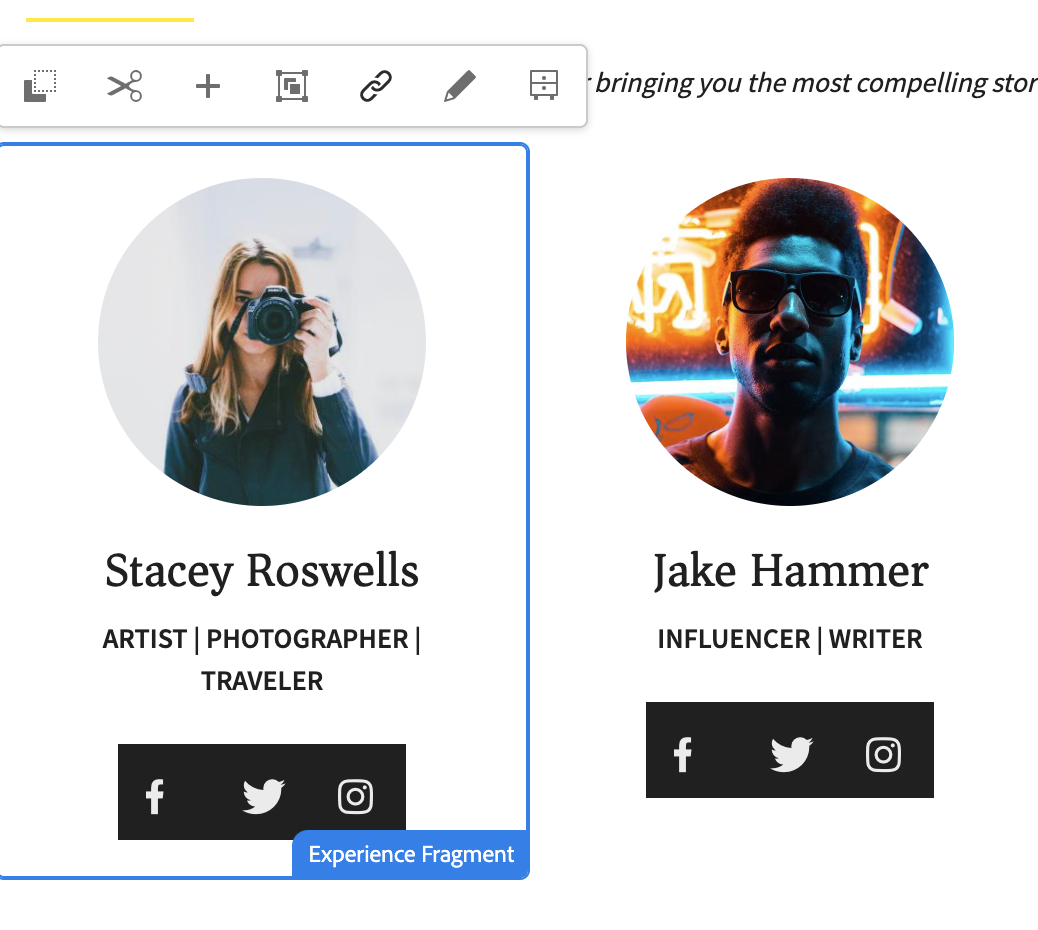 bringing you the most compelling stor
Stacey Roswells
ARTIST | PHOTOGRAPHER |
TRAVELER
Experience Fragment
Jake Hammer
INFLUENCER | WRITER